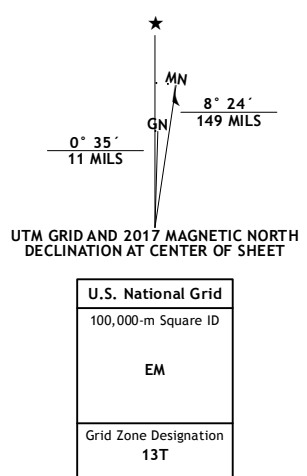 ★
MN
8° 24´
149 MILS
GN
0° 35´
11 MILS
UTM GRID AND 2017 MAGNETIC NORTH
DECLINATION AT CENTER OF SHEET
U.S. National Grid
100,000-m Square ID
EM
Grid Zone Designation
13T